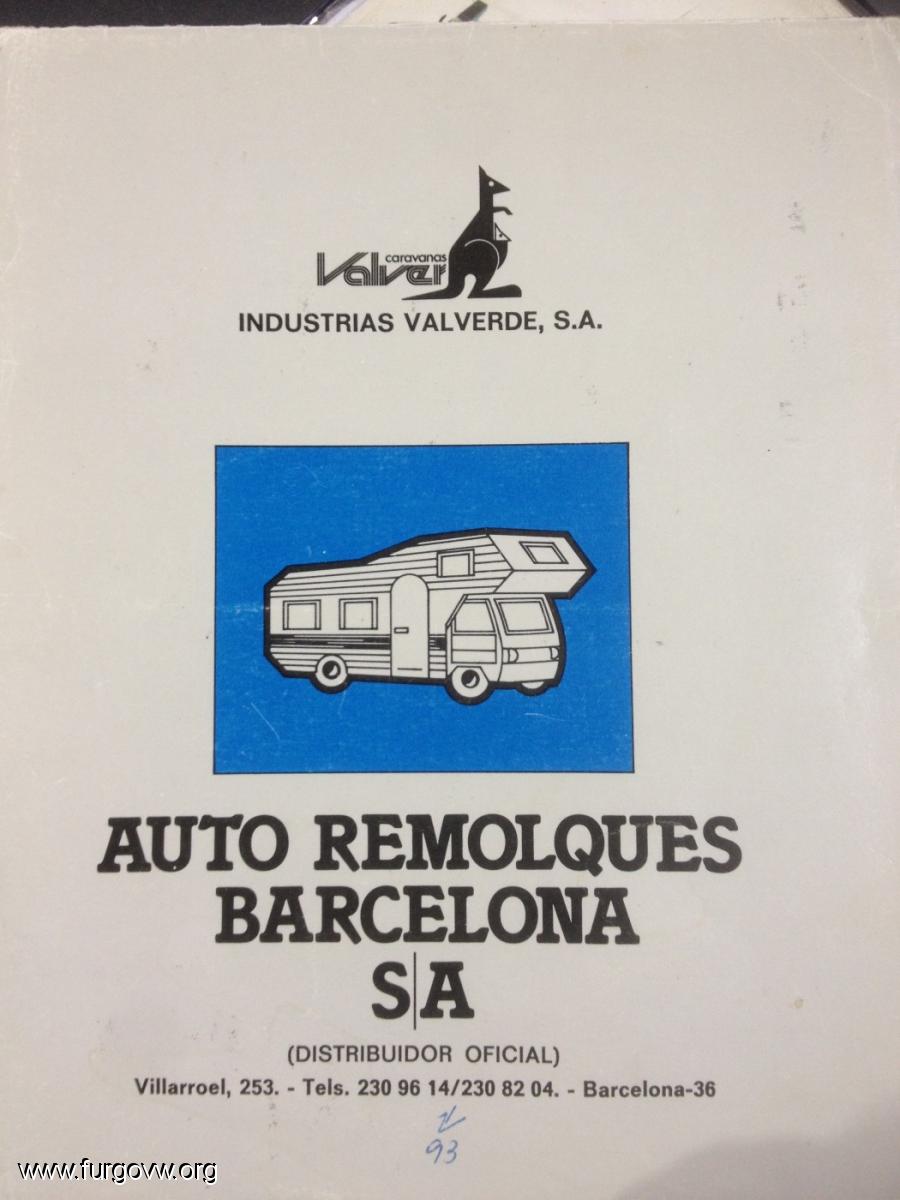 caravanas
Valver
INDUSTRIAS VALVERDE, S.A.
AUTO REMOLQUES
BARCELONA
S|A
(DISTRIBUIDOR OFICIAL)
Villarroel, 253. - Tels. 230 96 14/230 82 04. - Barcelona-36
93
www.furgovw.org